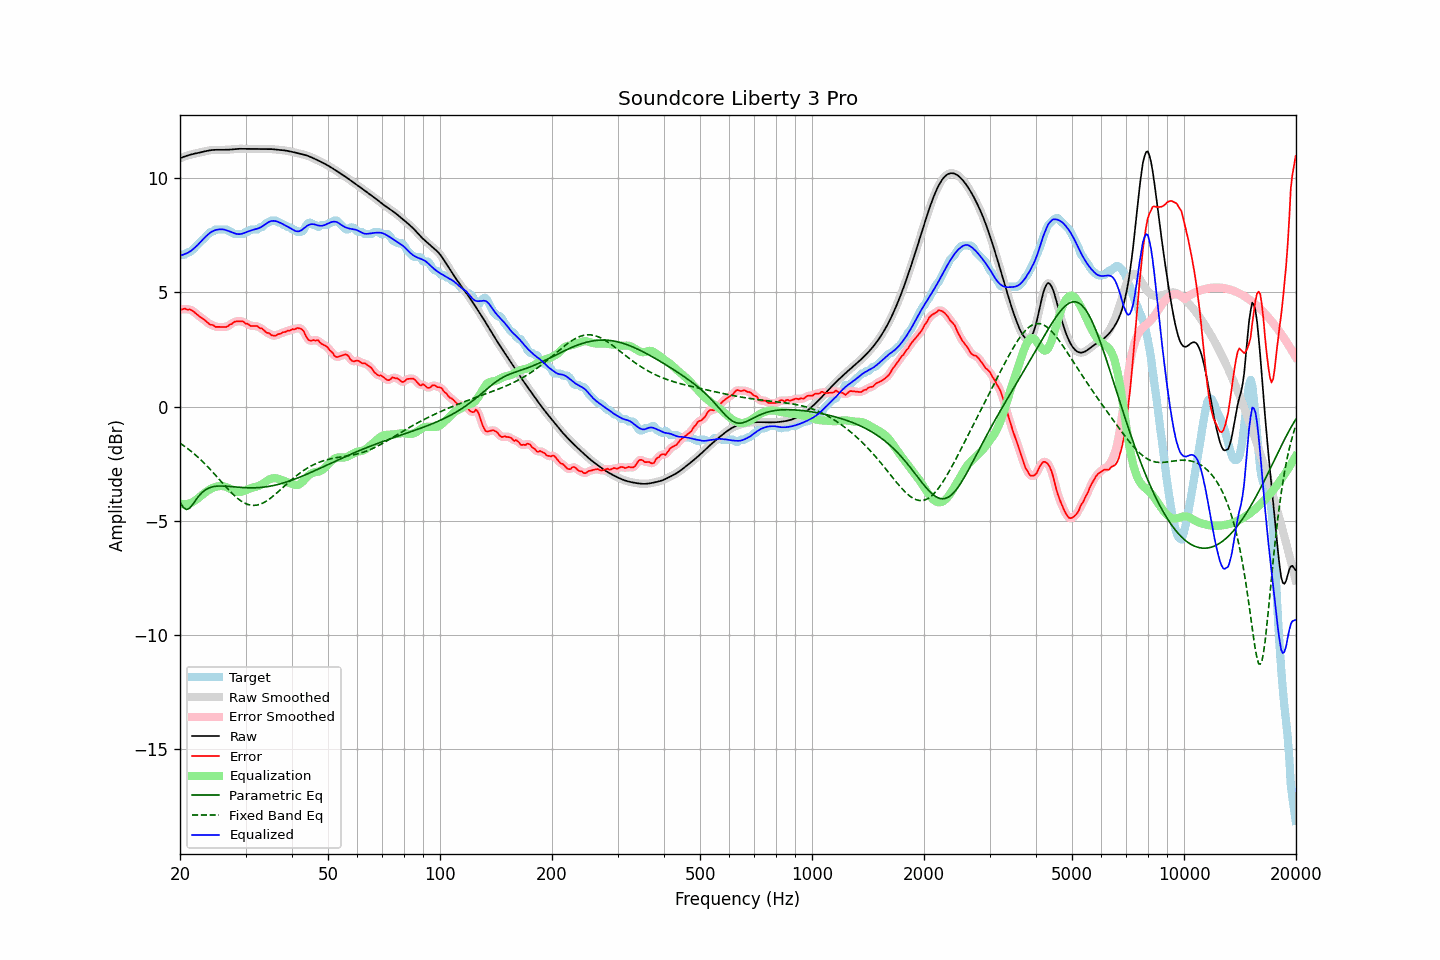 Soundcore Liberty 3 Pro
Amplitude (dBr)
10
5
0
−5
−10
−15
Target
Raw Smoothed
Error Smoothed
Raw
Error
Equalization
Parametric Eq
Fixed Band Eq
Equalized
20 50 100 200 500 1000 2000 5000 10000 20000
Frequency (Hz)